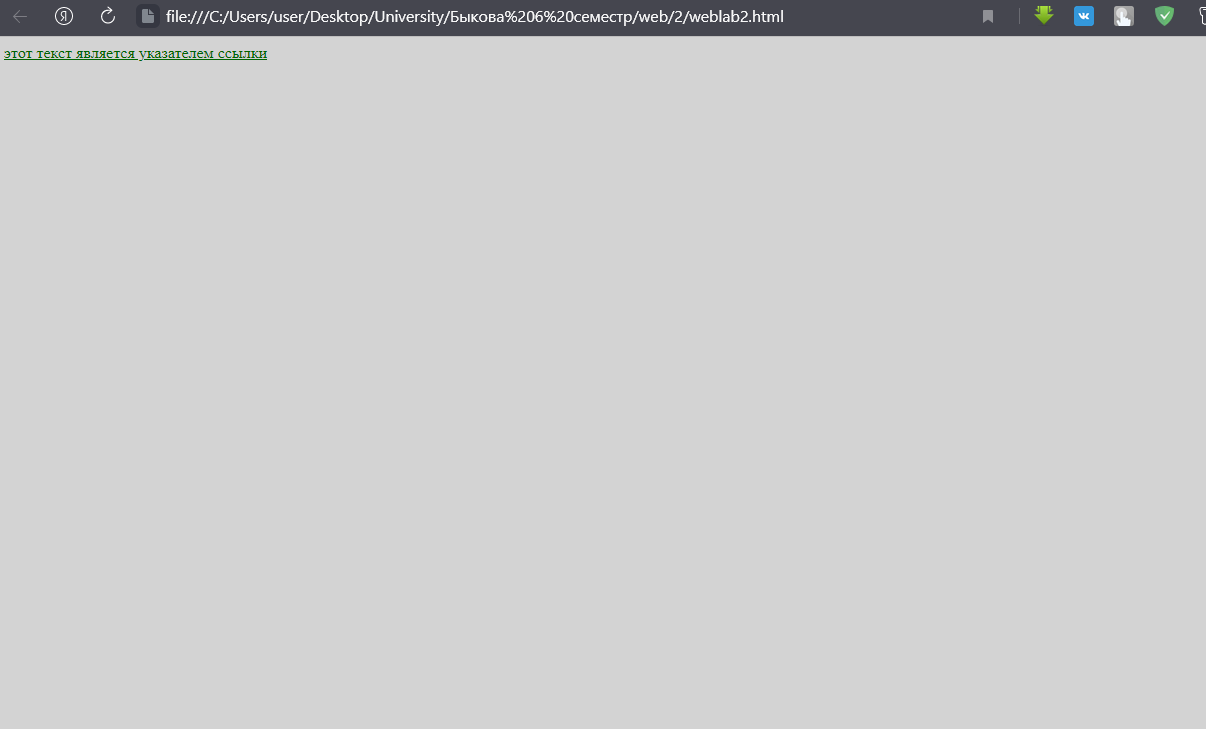 file:///C:/Users/user/Desktop/University/Быкова%206%20семестр/web/2/weblab2.html
этот текст является указателем ссылки